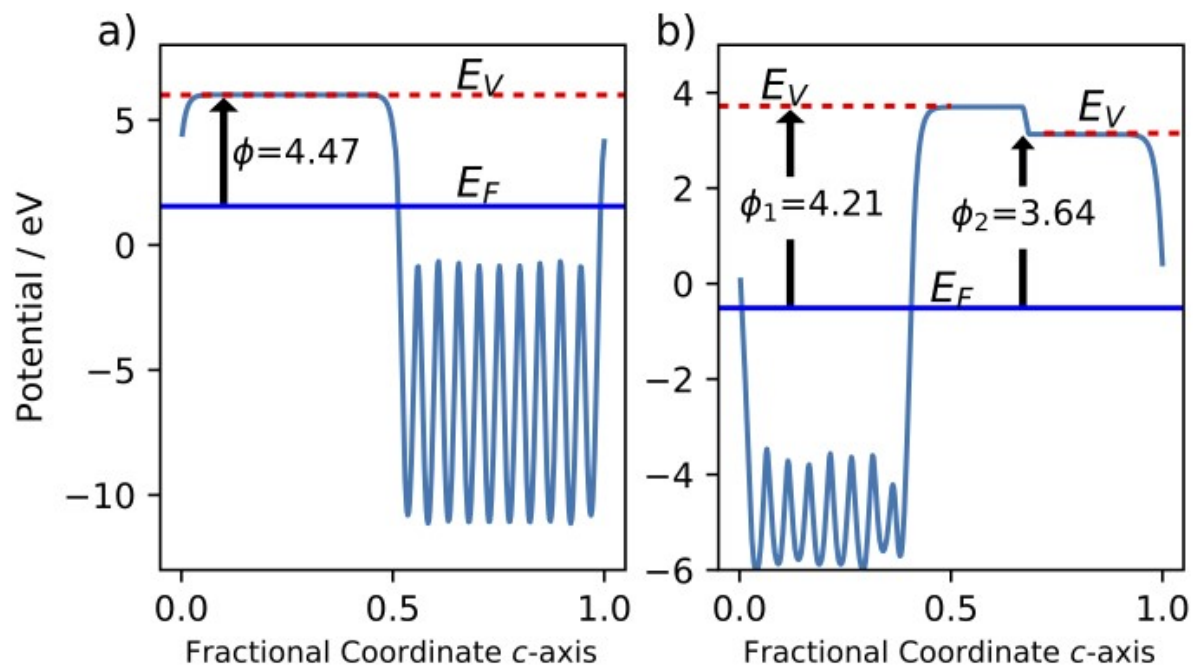 a)
Potential / eV
5
0
−5
−10
E_V
ϕ=4.47
E_F
0.0 0.5 1.0
Fractional Coordinate c-axis
b)
4
2
0
−2
−4
−6
E_V
E_V
ϕ₁=4.21
ϕ₂=3.64
E_F
0.0 0.5 1.0
Fractional Coordinate c-axis